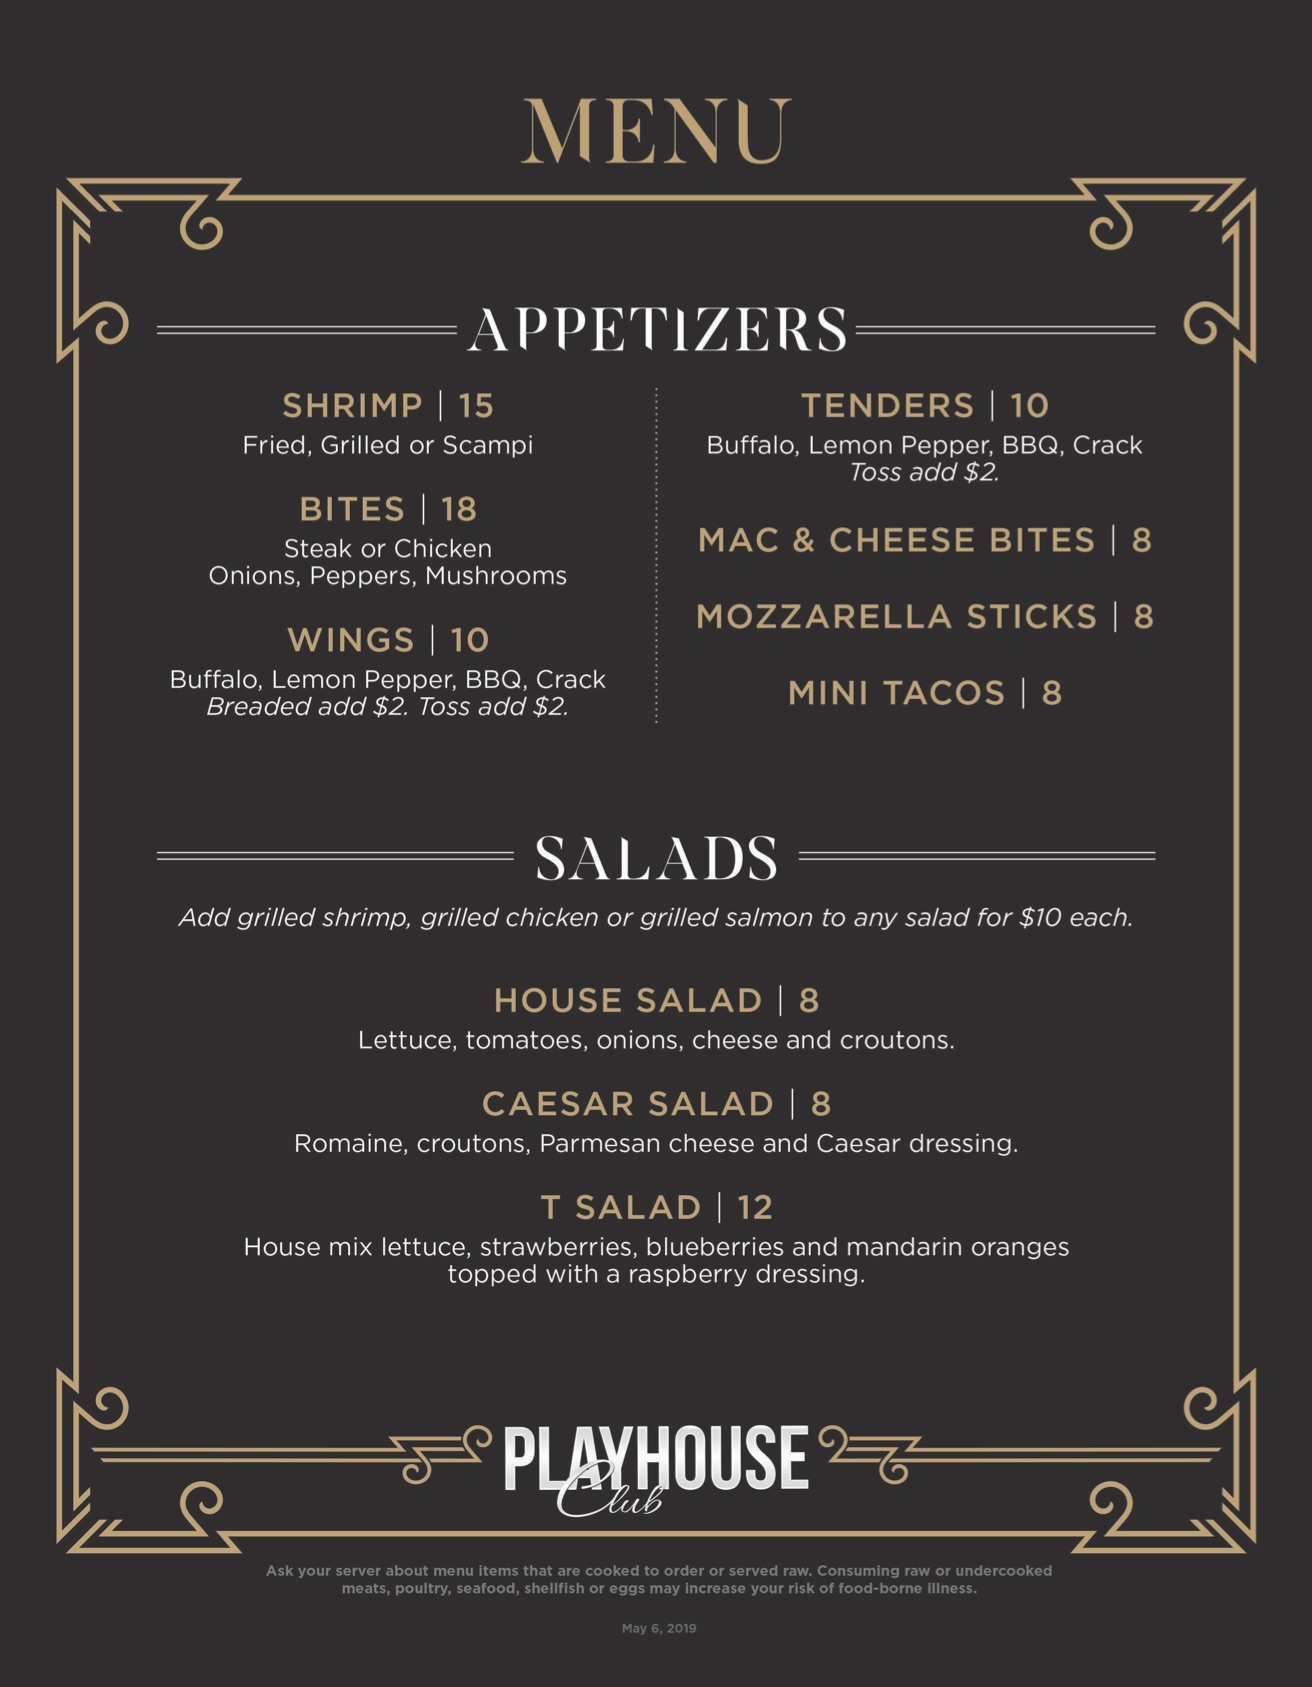 MENU
APPETIZERS
SHRIMP | 15
Fried, Grilled or Scampi
BITES | 18
Steak or Chicken
Onions, Peppers, Mushrooms
WINGS | 10
Buffalo, Lemon Pepper, BBQ, Crack
Breaded add $2. Toss add $2.
TENDERS | 10
Buffalo, Lemon Pepper, BBQ, Crack
Toss add $2.
MAC & CHEESE BITES | 8
MOZZARELLA STICKS | 8
MINI TACOS | 8
SALADS
Add grilled shrimp, grilled chicken or grilled salmon to any salad for $10 each.
HOUSE SALAD | 8
Lettuce, tomatoes, onions, cheese and croutons.
CAESAR SALAD | 8
Romaine, croutons, Parmesan cheese and Caesar dressing.
T SALAD | 12
House mix lettuce, strawberries, blueberries and mandarin oranges
topped with a raspberry dressing.
PLAYHOUSE
Club
Ask your server about menu items that are cooked to order or served raw. Consuming raw or undercooked
meats, poultry, seafood, shellfish or eggs may increase your risk of food-borne illness.
May 6, 2019